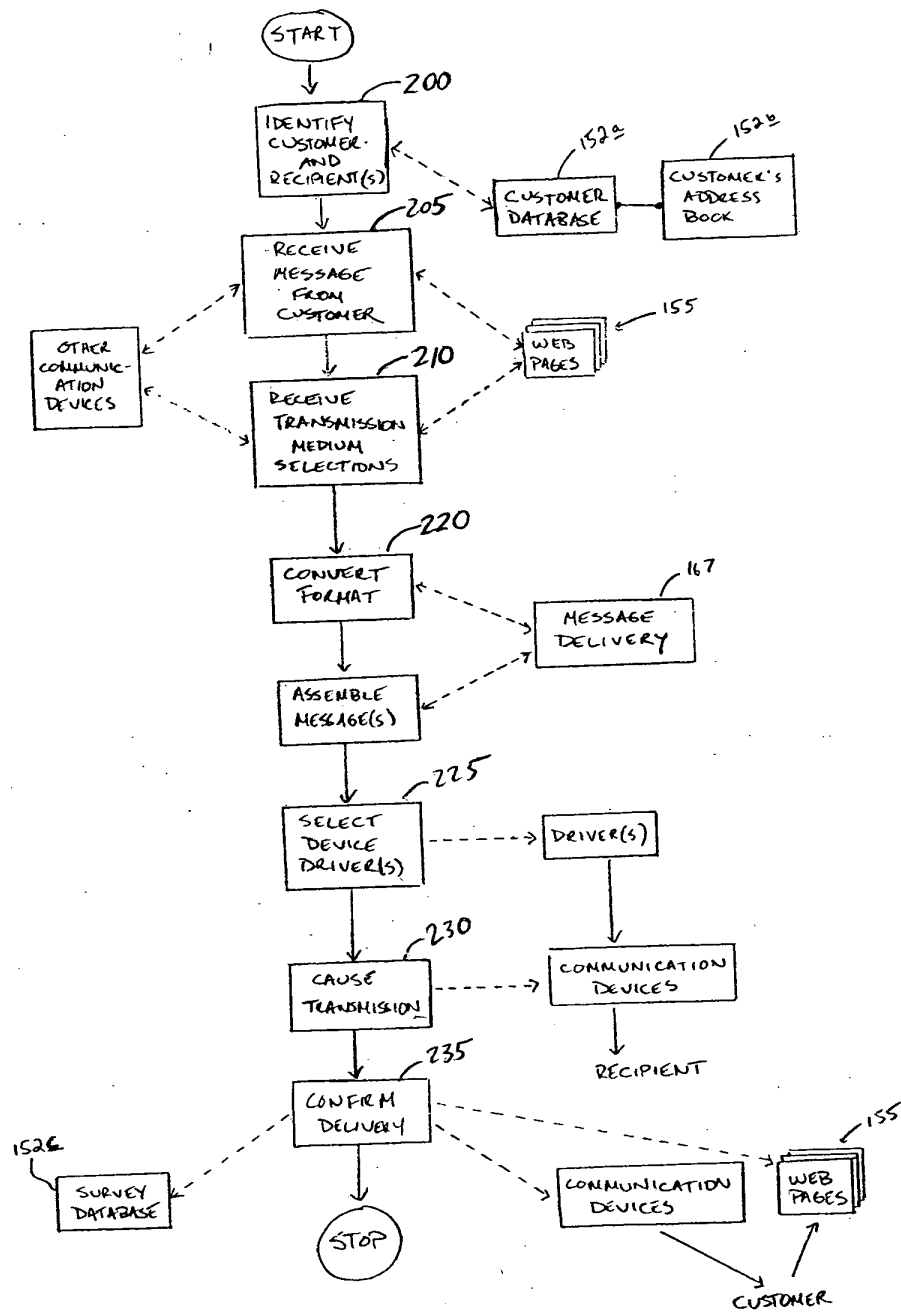 START
200
IDENTIFY
CUSTOMER
AND
RECIPIENT(S)
152a
CUSTOMER
DATABASE
152b
CUSTOMER'S
ADDRESS
BOOK
205
RECEIVE
MESSAGE
FROM
CUSTOMER
155
WEB
PAGES
OTHER
COMMUNIC-
ATION
DEVICES
210
RECEIVE
TRANSMISSION
MEDIUM
SELECTIONS
220
CONVERT
FORMAT
167
MESSAGE
DELIVERY
ASSEMBLE
MESSAGE(S)
225
SELECT
DEVICE
DRIVER(S)
DRIVER(S)
230
CAUSE
TRANSMISSION
COMMUNICATION
DEVICES
RECIPIENT
235
CONFIRM
DELIVERY
152c
SURVEY
DATABASE
STOP
COMMUNICATION
DEVICES
155
WEB
PAGES
CUSTOMER